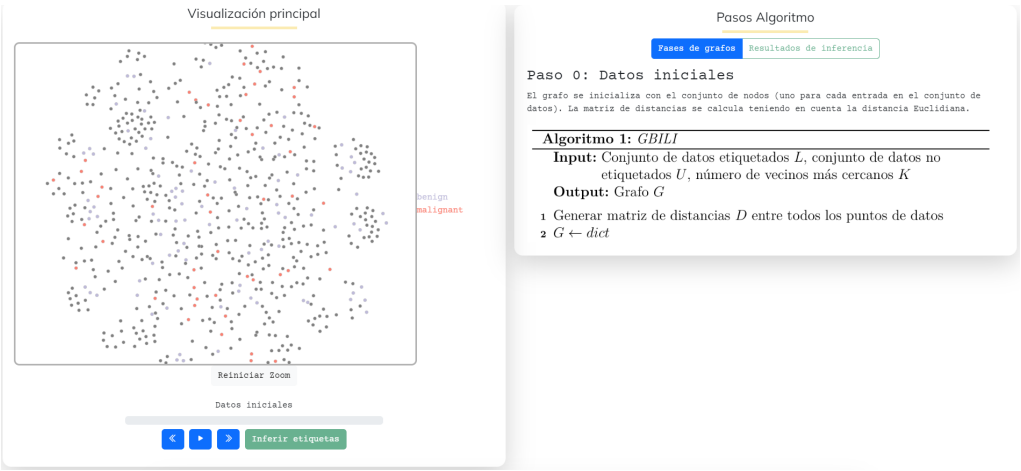 Visualización principal
benign
malignant
Reiniciar Zoom
Datos iniciales
Inferir etiquetas
Pasos Algoritmo
Fases de grafos
Resultados de inferencia
Paso 0: Datos iniciales
El grafo se inicializa con el conjunto de nodos (uno para cada entrada en el conjunto de
datos). La matriz de distancias se calcula teniendo en cuenta la distancia Euclidiana.
Algoritmo 1: GBILI
Input: Conjunto de datos etiquetados L, conjunto de datos no
etiquetados U, número de vecinos más cercanos K
Output: Grafo G
1 Generar matriz de distancias D entre todos los puntos de datos
2 G ← dict